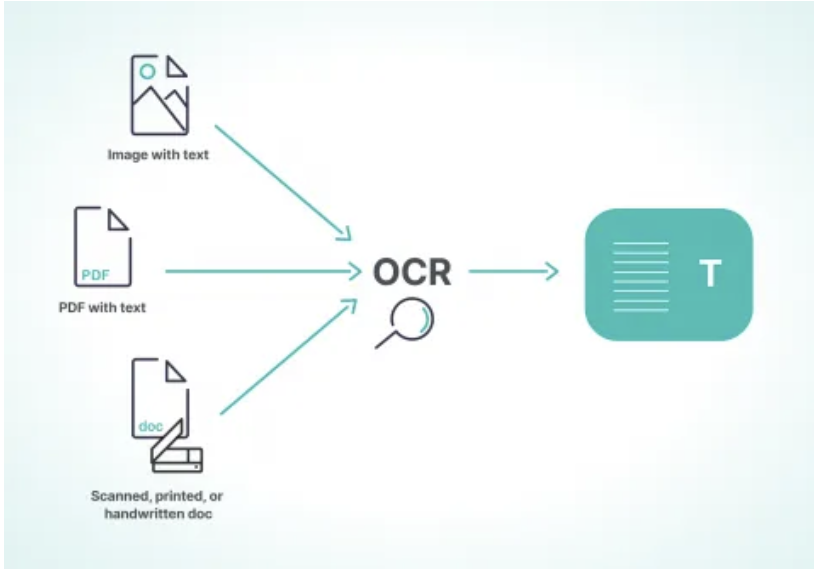 Image with text
PDF
PDF with text
OCR
T
doc
Scanned, printed, or
handwritten doc